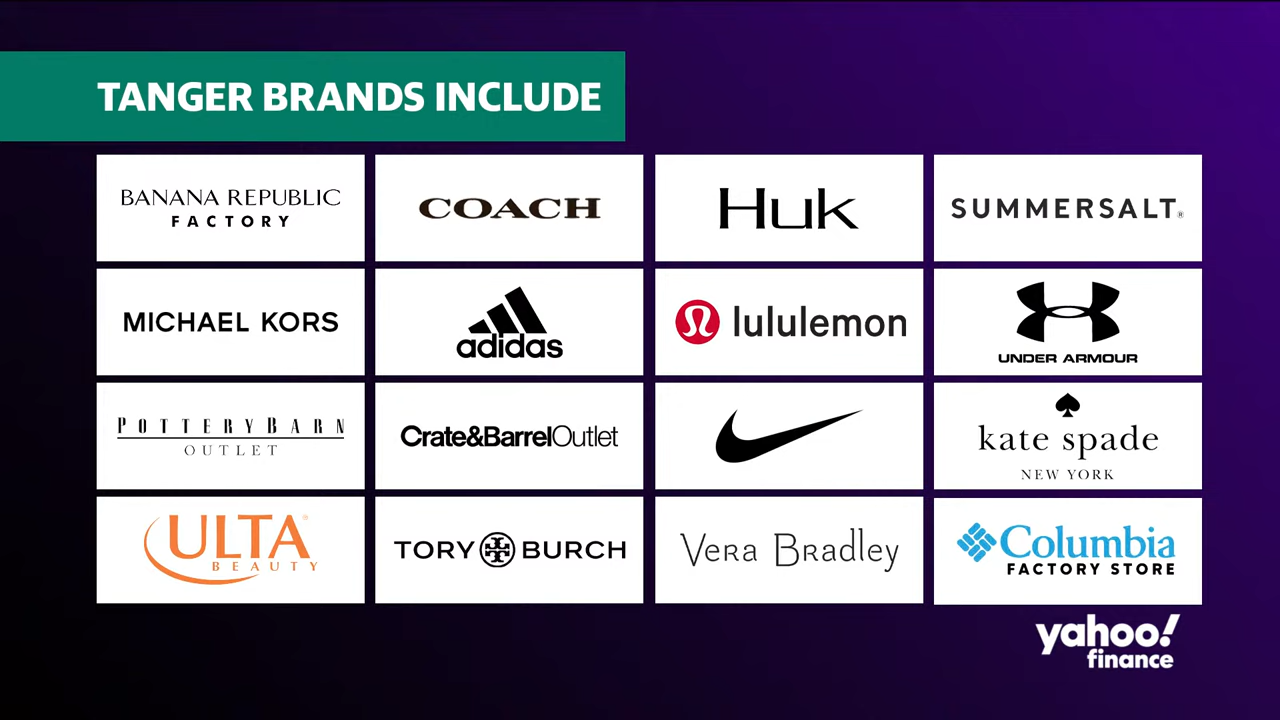 TANGER BRANDS INCLUDE
BANANA REPUBLIC
FACTORY
COACH
Huk
SUMMERSALT®
MICHAEL KORS
adidas
lululemon
UNDER ARMOUR
POTTERY BARN
OUTLET
Crate&BarrelOutlet
kate spade
NEW YORK
ULTA®
BEAUTY
TORY BURCH
Vera Bradley
Columbia
FACTORY STORE
yahoo!
finance